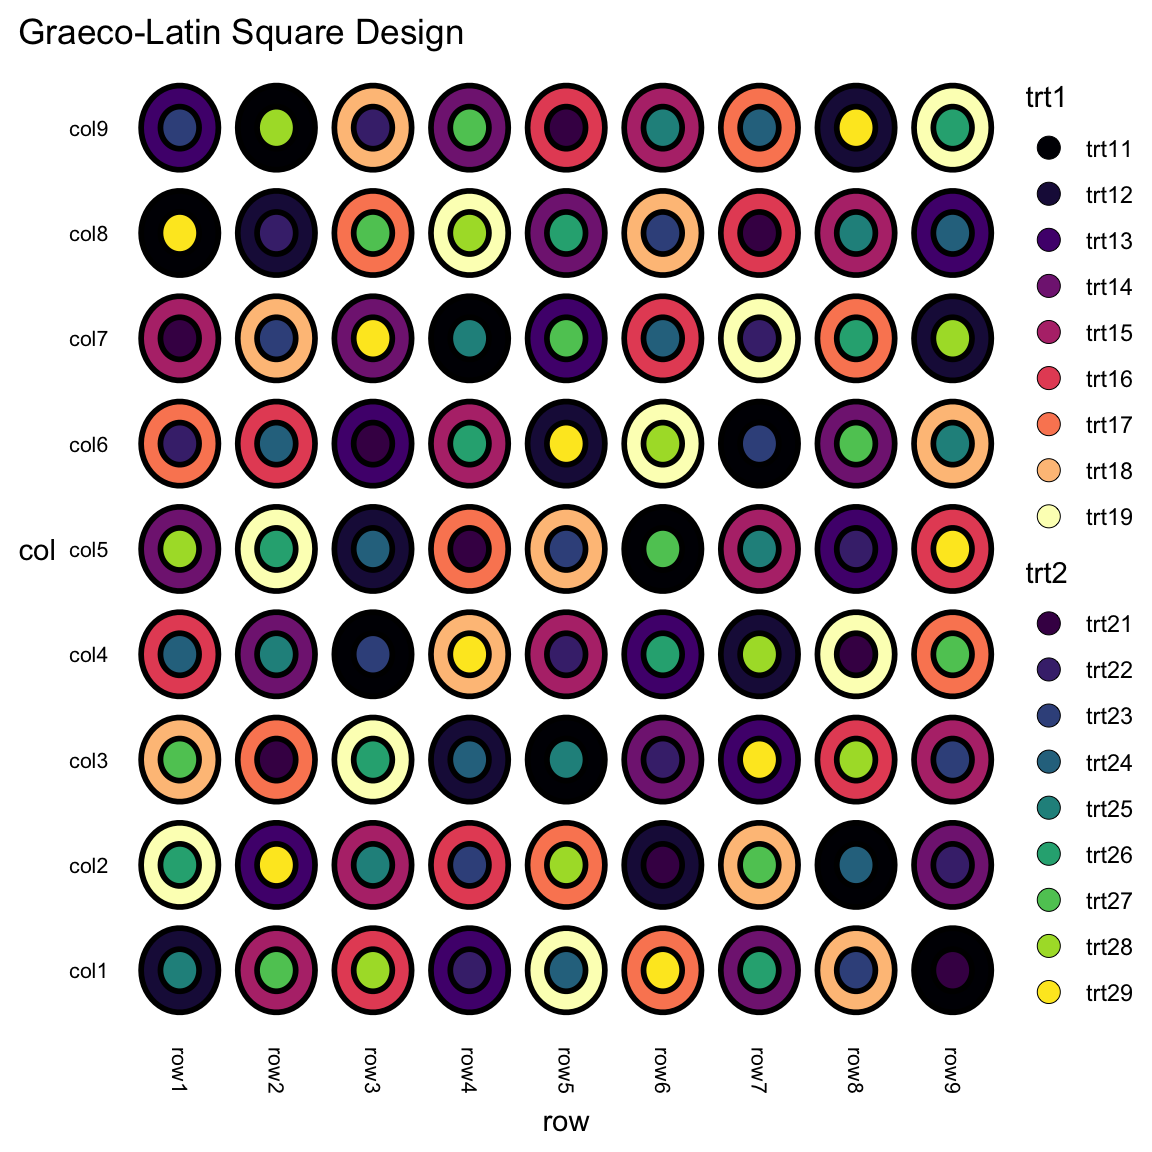 Graeco-Latin Square Design
col9
col8
col7
col6
col5
col4
col3
col2
col1
col
row1
row2
row3
row4
row5
row6
row7
row8
row9
row
trt1
trt11
trt12
trt13
trt14
trt15
trt16
trt17
trt18
trt19
trt2
trt21
trt22
trt23
trt24
trt25
trt26
trt27
trt28
trt29